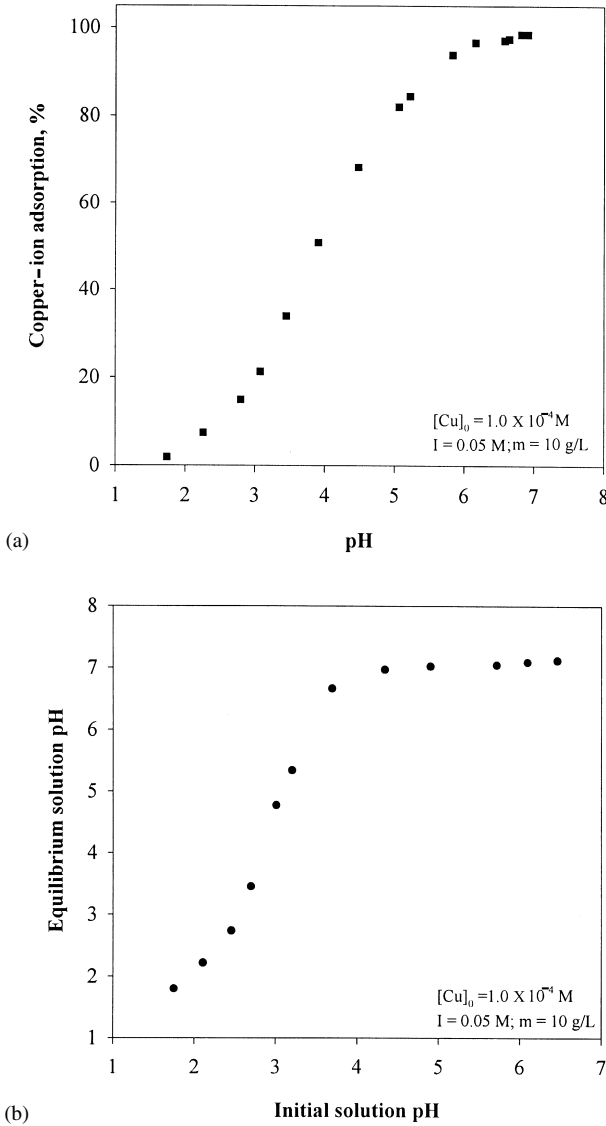 100
80
60
40
20
0
Copper-ion adsorption, %
[Cu]₀ = 1.0 X 10⁻⁴ M
I = 0.05 M; m = 10 g/L
1 2 3 4 5 6 7 8
(a)
pH
8
7
6
5
4
3
2
1
Equilibrium solution pH
[Cu]₀ =1.0 X 10⁻⁴ M
I = 0.05 M; m = 10 g/L
1 2 3 4 5 6 7
(b)
Initial solution pH